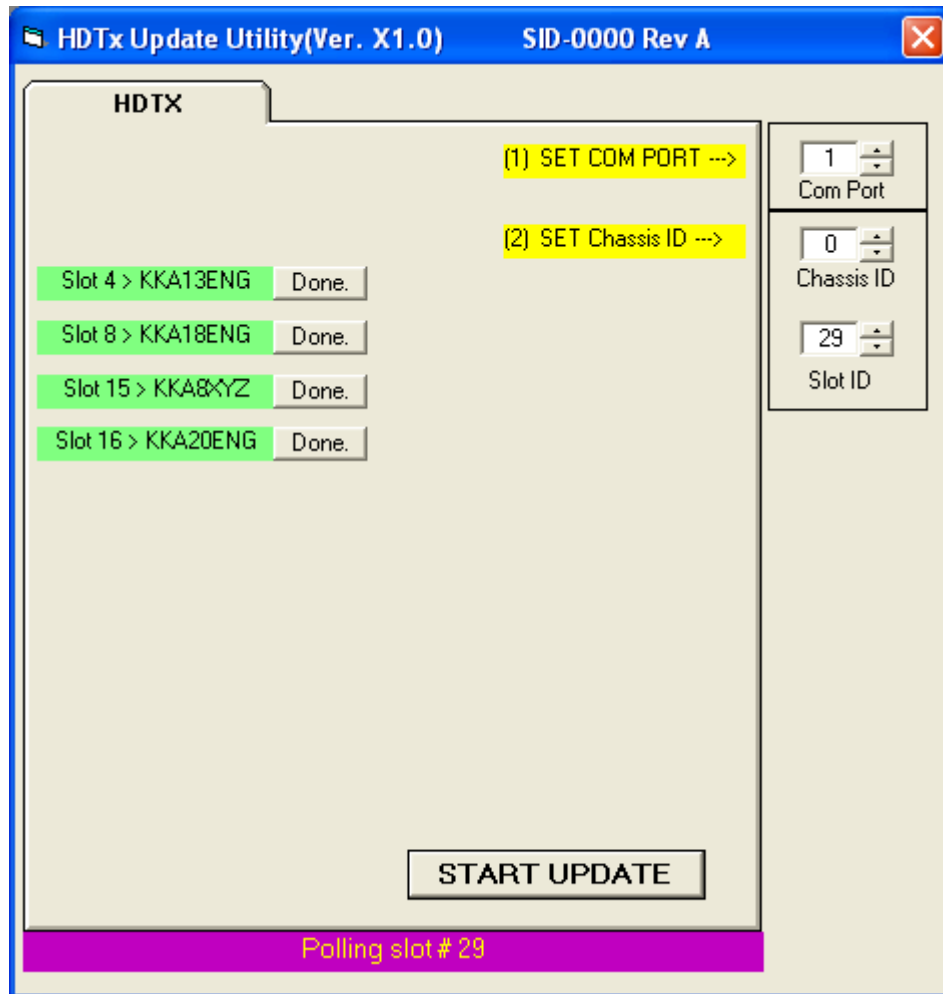 HDTx Update Utility(Ver. X1.0) SID-0000 Rev A
HDTX
(1) SET COM PORT --->
1
Com Port
(2) SET Chassis ID --->
0
Chassis ID
Slot 4 > KKA13ENG Done.
Slot 8 > KKA18ENG Done.
29
Slot ID
Slot 15 > KKA8XYZ Done.
Slot 16 > KKA20ENG Done.
START UPDATE
Polling slot # 29